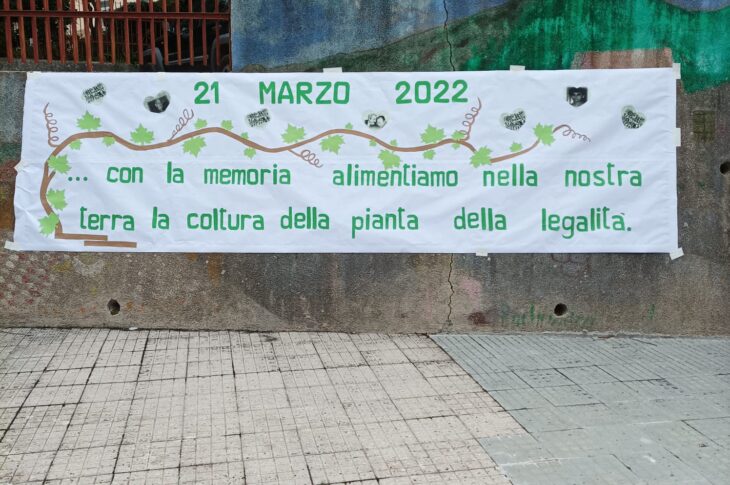 21 MARZO 2022
... con la memoria alimentiamo nella nostra
terra la coltura della pianta della legalità.